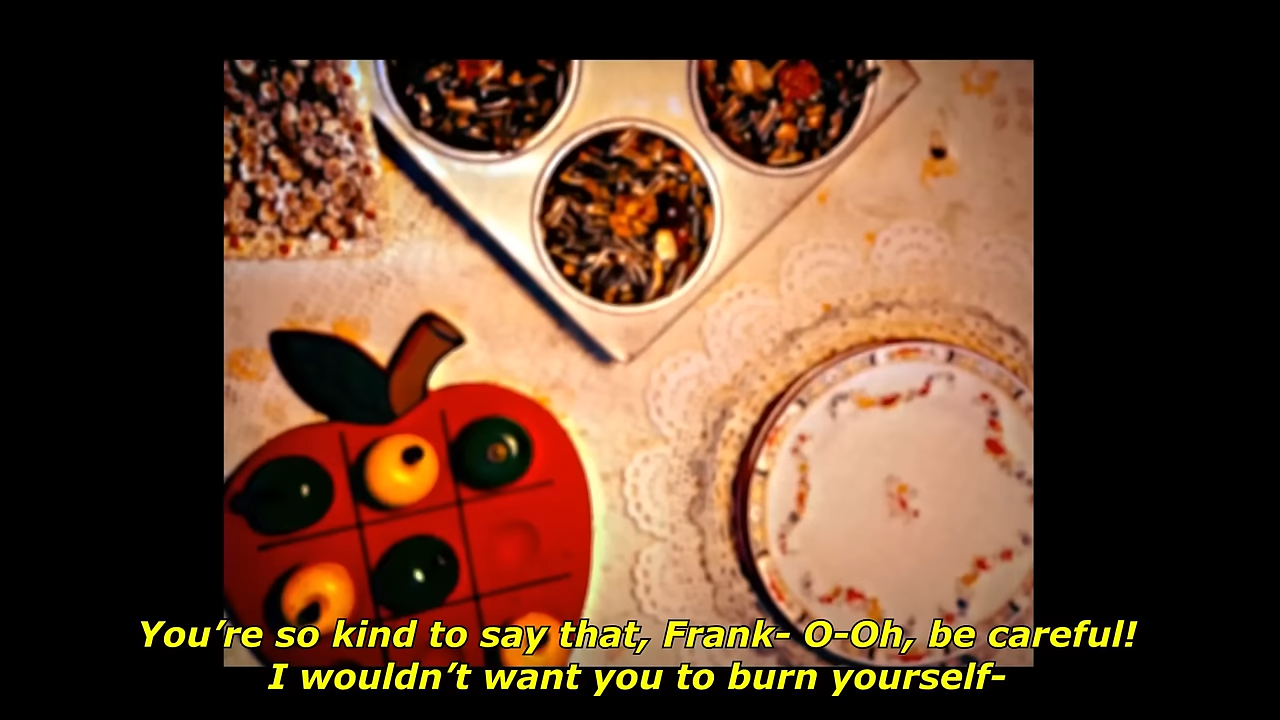 You’re so kind to say that, Frank- O-Oh, be careful!
I wouldn’t want you to burn yourself-